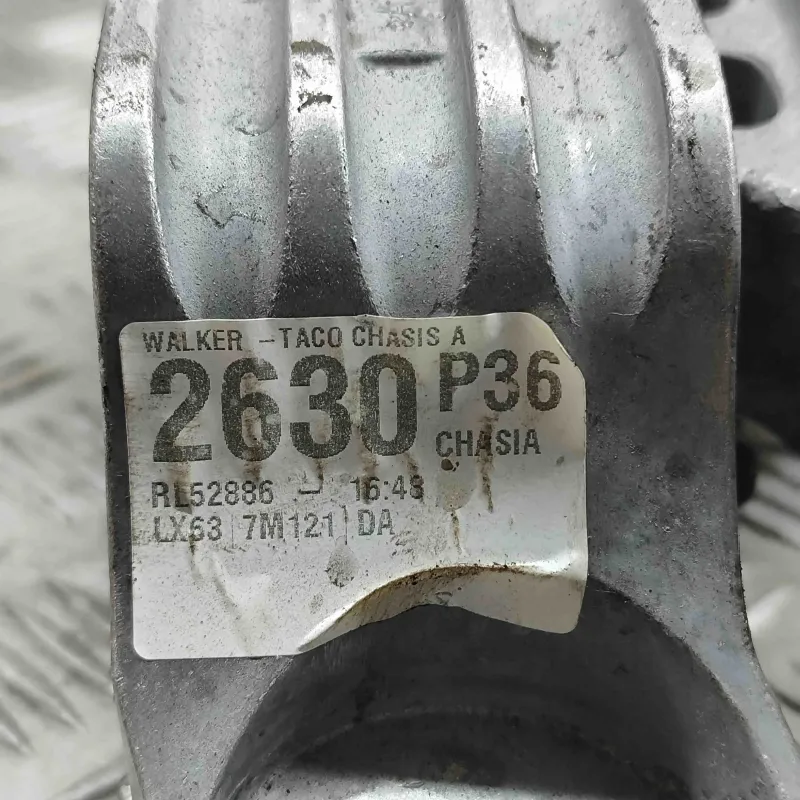 WALKER - TACO CHASIS A
2630 P36
CHASIA
RL52886 - 16:48
LX63 7M121 DA